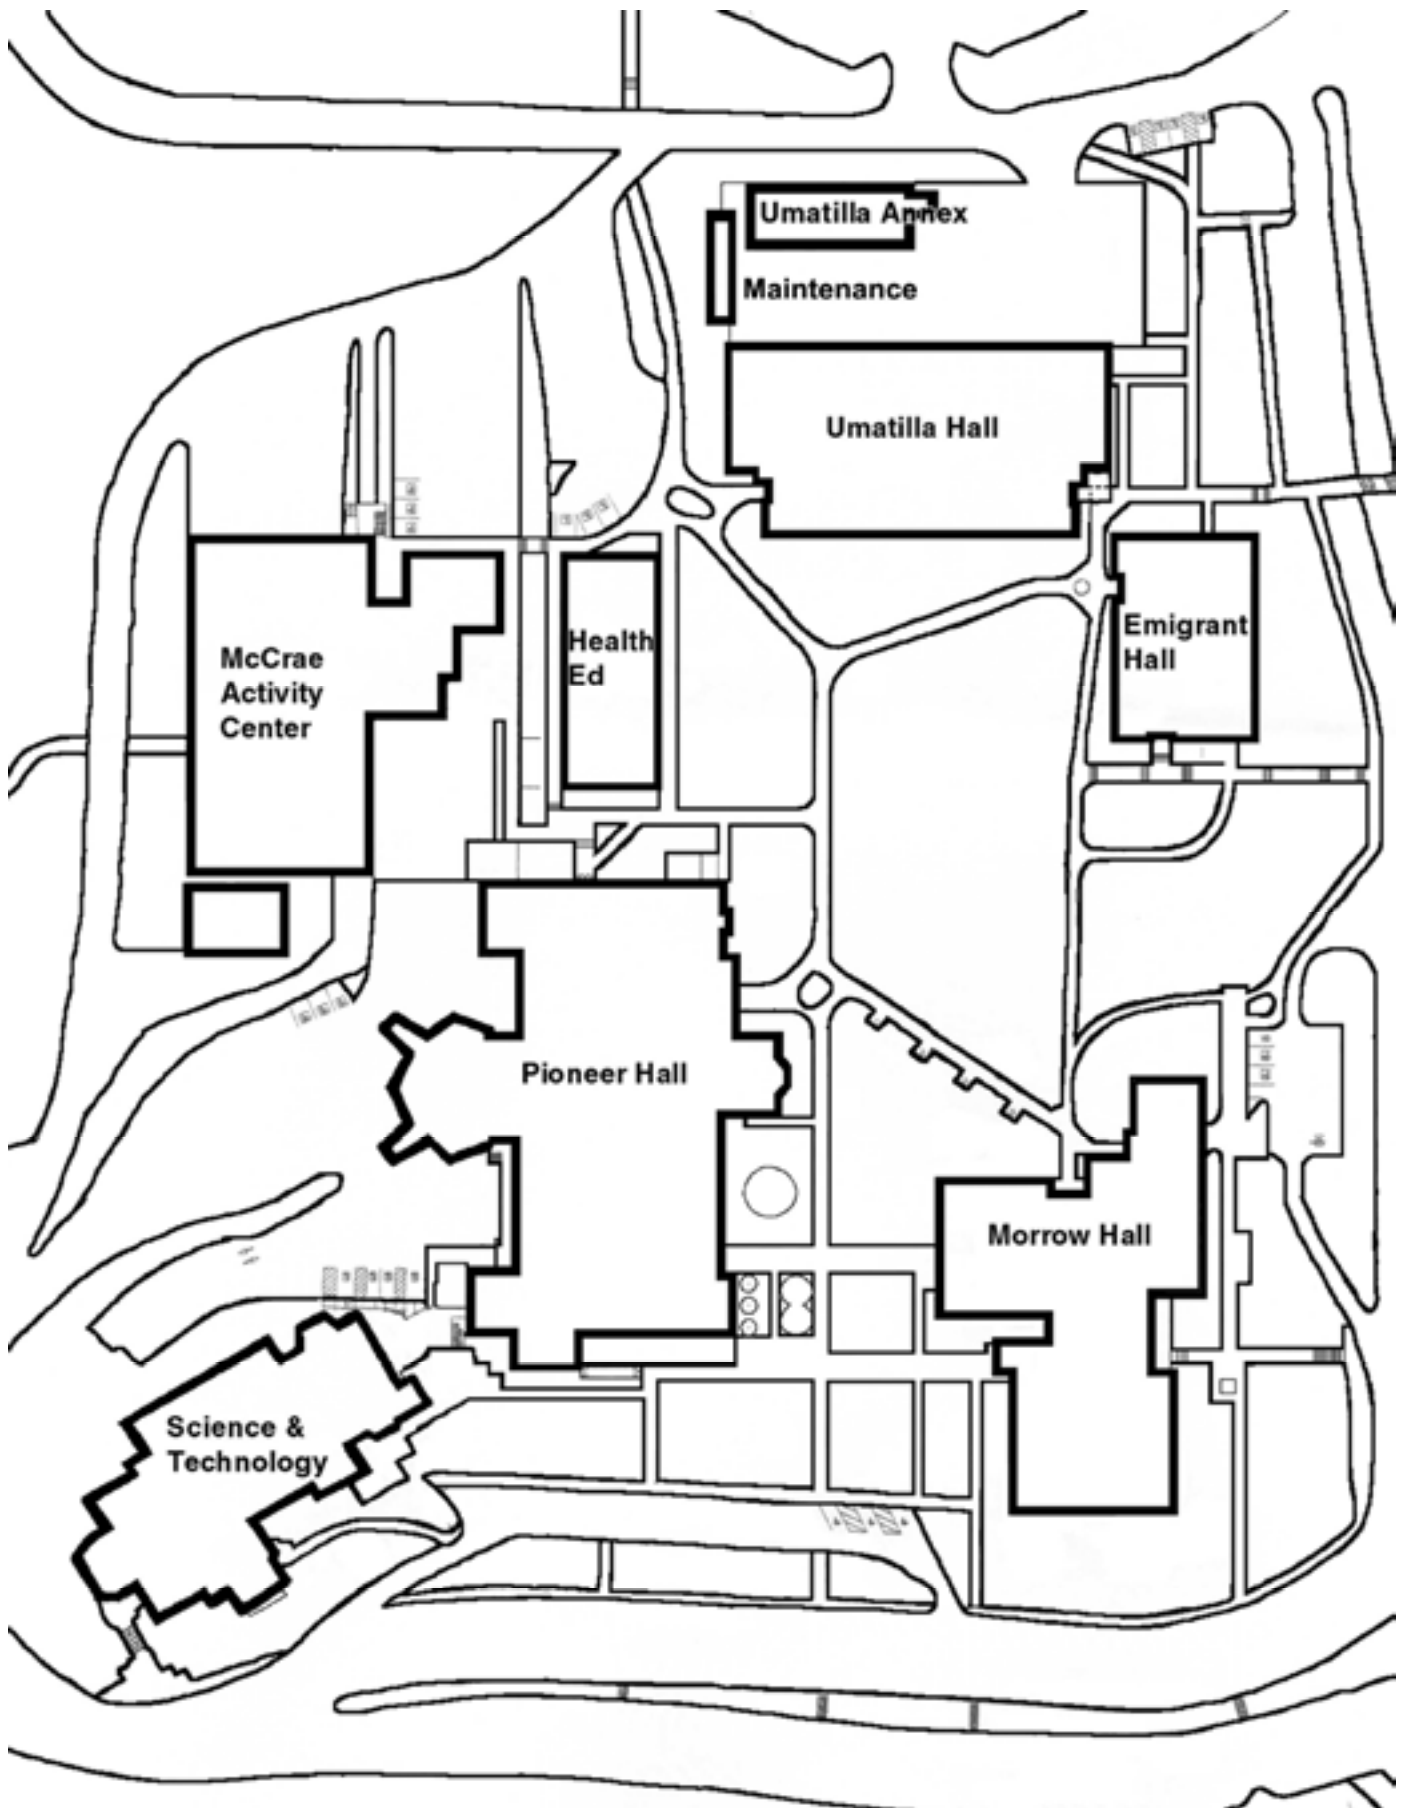 Umatilla Annex
Maintenance
Umatilla Hall
Health
Ed
Emigrant
Hall
McCrae
Activity
Center
Pioneer Hall
Morrow Hall
Science &
Technology